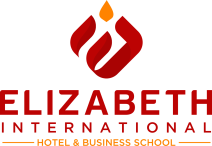 ELIZABETH
INTERNATIONAL
HOTEL & BUSINESS SCHOOL